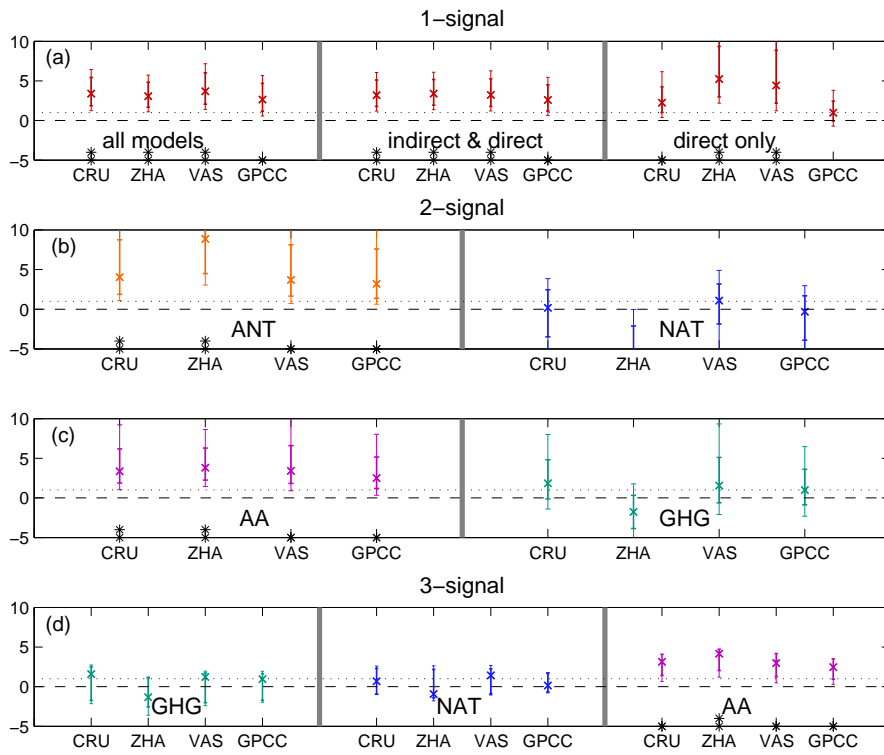 1−signal
10
(a)
5
0
all models
indirect & direct
direct only
−5
CRU ZHA VAS GPCC CRU ZHA VAS GPCC CRU ZHA VAS GPCC
2−signal
10
(b)
5
0
ANT
NAT
−5
CRU ZHA VAS GPCC CRU ZHA VAS GPCC
10
(c)
5
0
AA
GHG
−5
CRU ZHA VAS GPCC CRU ZHA VAS GPCC
3−signal
10
(d)
5
0
GHG
NAT
AA
−5
CRU ZHA VAS GPCC CRU ZHA VAS GPCC CRU ZHA VAS GPCC